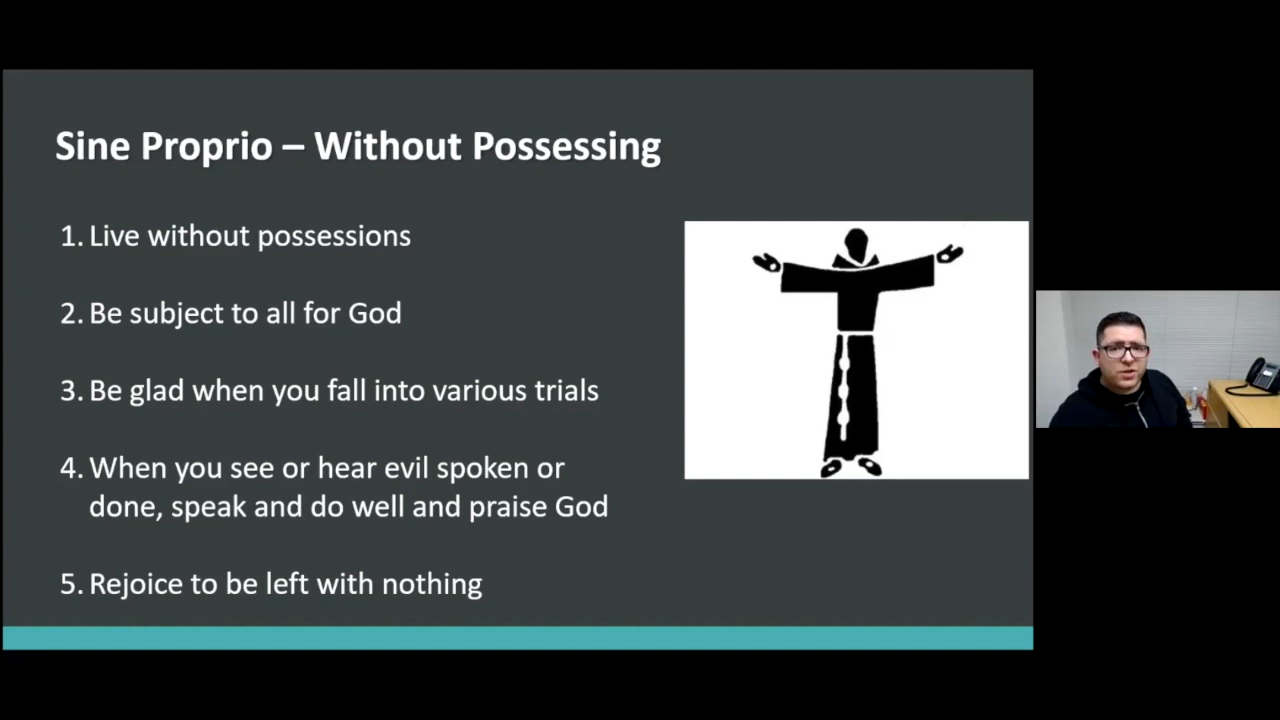 Sine Proprio – Without Possessing
1. Live without possessions
2. Be subject to all for God
3. Be glad when you fall into various trials
4. When you see or hear evil spoken or
done, speak and do well and praise God
5. Rejoice to be left with nothing